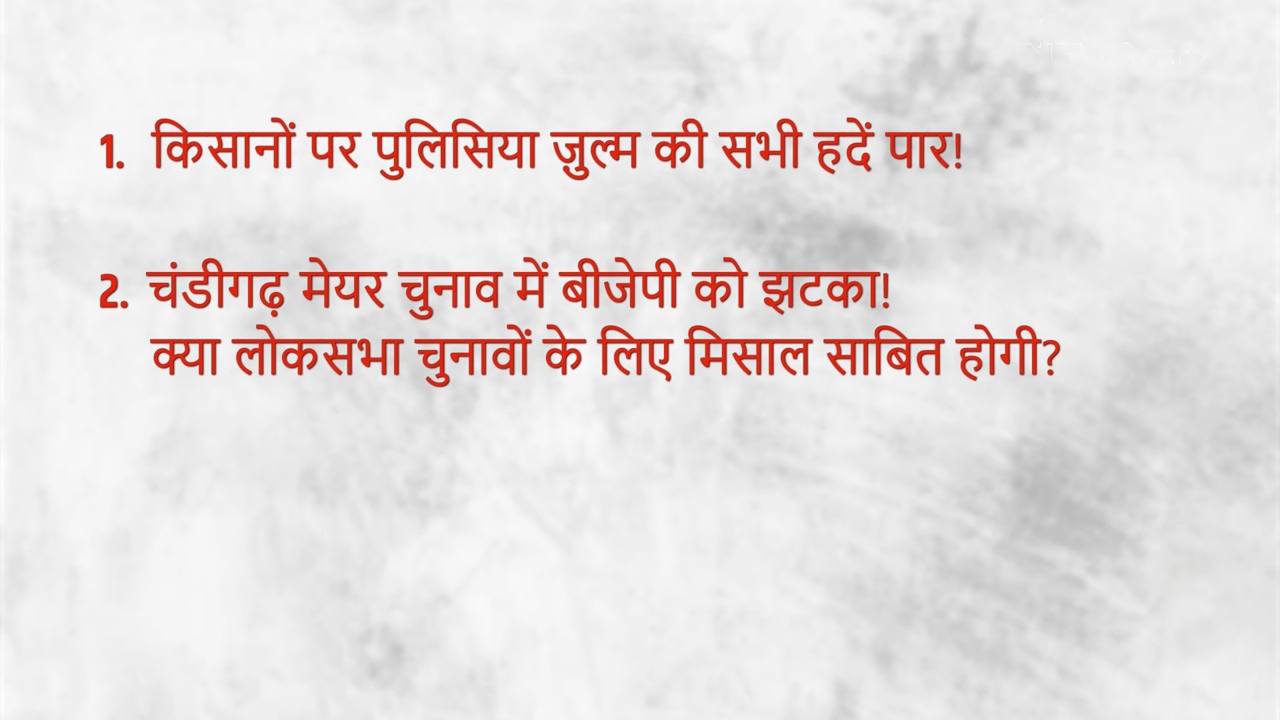 1. किसानों पर पुलिसिया जुल्म की सभी हदें पार!
2. चंडीगढ़ मेयर चुनाव में बीजेपी को झटका!
क्या लोकसभा चुनावों के लिए मिसाल साबित होगी?